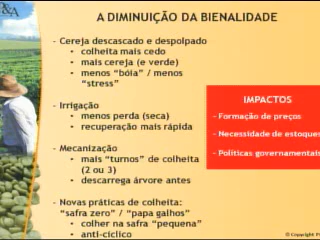 P&A
A DIMINUIÇÃO DA BIENALIDADE
- Cereja descascado e despolpado
• colheita mais cedo
• mais cereja (e verde)
• menos “bóia” / menos
“stress”
- Irrigação
• menos perda (seca)
• recuperação mais rápida
- Mecanização
• mais “turnos” de colheita
(2 ou 3)
• descarrega árvore antes
- Novas práticas de colheita:
“safra zero” / “papa galhos”
• colher na safra “pequena”
• anti-cíclico
IMPACTOS
- Formação de preços
- Necessidade de estoques
- Políticas governamentais
© Copyright P